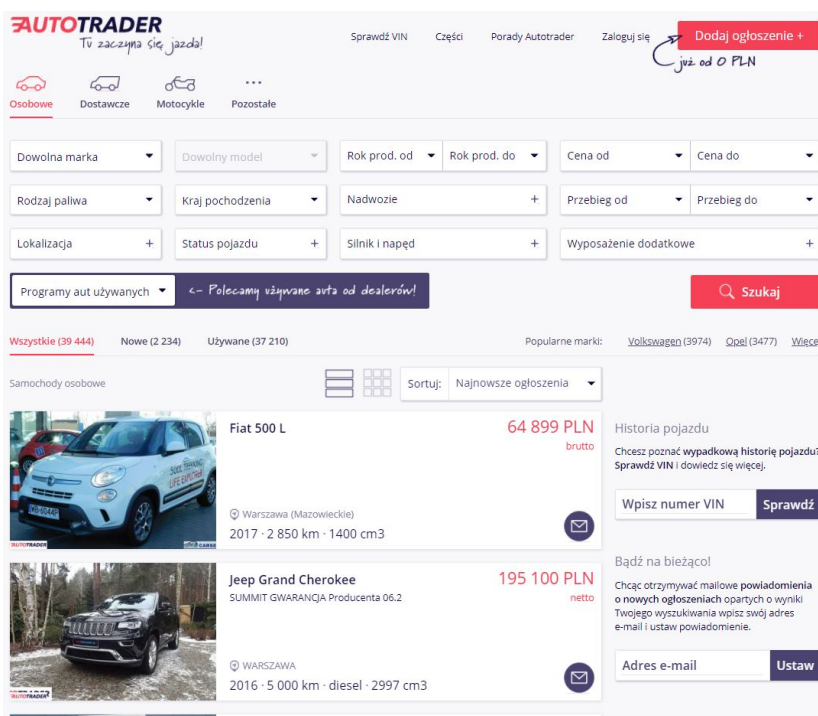 AUTOTRADER
Tu zaczyna się jazda!
Sprawdź VIN
Części
Porady Autotrader
Zaloguj się
Dodaj ogłoszenie +
już od 0 PLN
Osobowe
Dostawcze
Motocykle
Pozostałe
Dowolna marka
Dowolny model
Rok prod. od
Rok prod. do
Cena od
Cena do
Rodzaj paliwa
Kraj pochodzenia
Nadwozie +
Przebieg od
Przebieg do
Lokalizacja +
Status pojazdu +
Silnik i napęd +
Wyposażenie dodatkowe +
Programy aut używanych
<- Polecamy używane auta od dealerów!
Szukaj
Wszystkie (39 444)
Nowe (2 234)
Używane (37 210)
Popularne marki:
Volkswagen (3974)
Opel (3477)
Więce
Samochody osobowe
Sortuj:
Najnowsze ogłoszenia
Fiat 500 L
64 899 PLN
brutto
Warszawa (Mazowieckie)
2017 · 2 850 km · 1400 cm3
Jeep Grand Cherokee
195 100 PLN
SUMMIT GWARANCJA Producenta 06.2
netto
WARSZAWA
2016 · 5 000 km · diesel · 2997 cm3
Historia pojazdu
Chcesz poznać wypadkową historię pojazdu?
Sprawdź VIN i dowiedz się więcej.
Wpisz numer VIN
Sprawdź
Bądź na bieżąco!
Chcąc otrzymywać mailowe powiadomienia
o nowych ogłoszeniach opartych o wyniki
Twojego wyszukiwania wpisz swój adres
e-mail i ustaw powiadomienie.
Adres e-mail
Ustaw
AUTOTRADER
AUTOTRADER